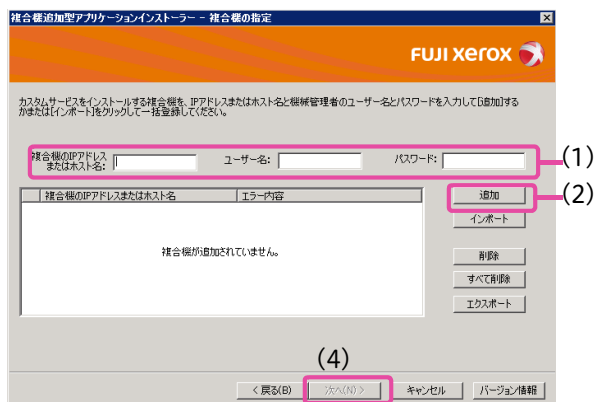 複合機追加型アプリケーションインストーラー - 複合機の指定
FUJI xerox
カスタムサービスをインストールする複合機を、IPアドレスまたはホスト名と機械管理者のユーザー名とパスワードを入力して[追加]する
かまたは[インポート]をクリックして一括登録してください。
複合機のIPアドレス
またはホスト名:
ユーザー名:
パスワード:
(1)
複合機のIPアドレスまたはホスト名
エラー内容
追加
(2)
インポート
複合機が追加されていません。
削除
すべて削除
エクスポート
(4)
< 戻る(B)
次へ(N) >
キャンセル
バージョン情報